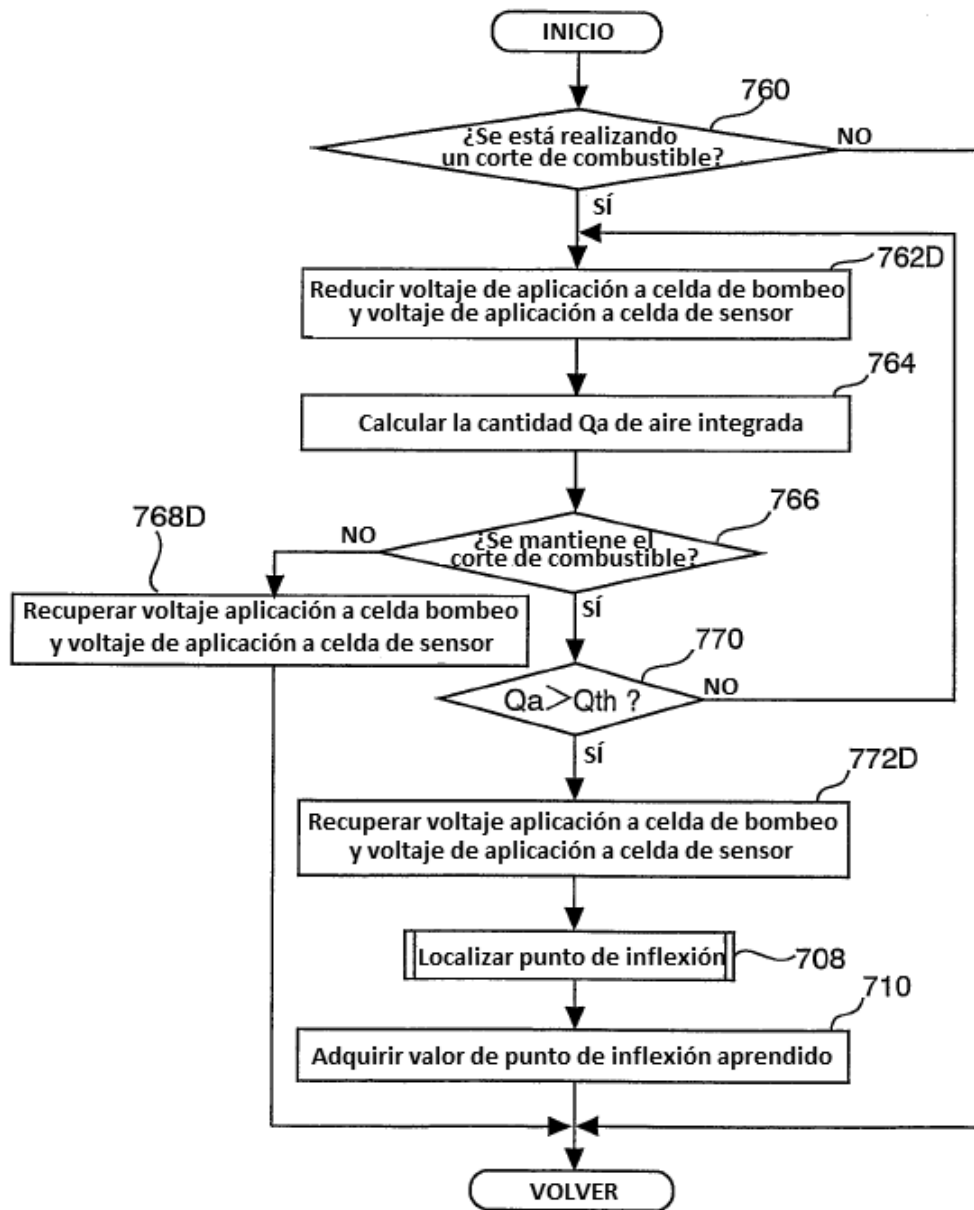 INICIO
760
¿Se está realizando
un corte de combustible?
NO
SÍ
762D
Reducir voltaje de aplicación a celda de bombeo
y voltaje de aplicación a celda de sensor
764
Calcular la cantidad Qa de aire integrada
766
768D
NO
¿Se mantiene el
corte de combustible?
Recuperar voltaje aplicación a celda bombeo
y voltaje de aplicación a celda de sensor
SÍ
770
Qa>Qth ?
NO
SÍ
772D
Recuperar voltaje aplicación a celda de bombeo
y voltaje de aplicación a celda de sensor
Localizar punto de inflexión
708
710
Adquirir valor de punto de inflexión aprendido
VOLVER